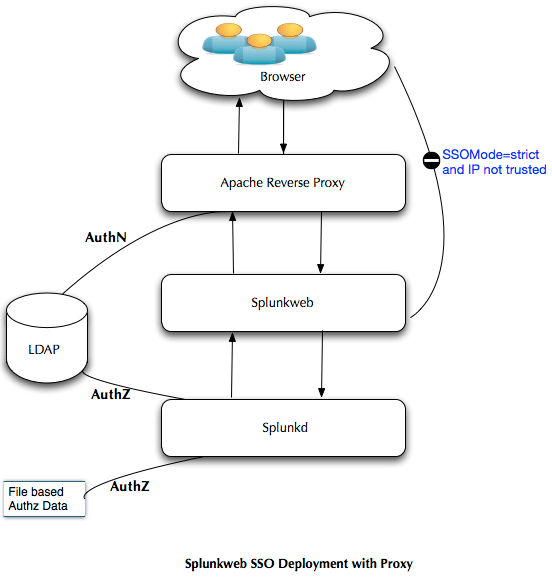 Browser
SSOMode=strict
and IP not trusted
Apache Reverse Proxy
AuthN
Splunkweb
LDAP
AuthZ
Splunkd
AuthZ
File based
Authz Data
Splunkweb SSO Deployment with Proxy